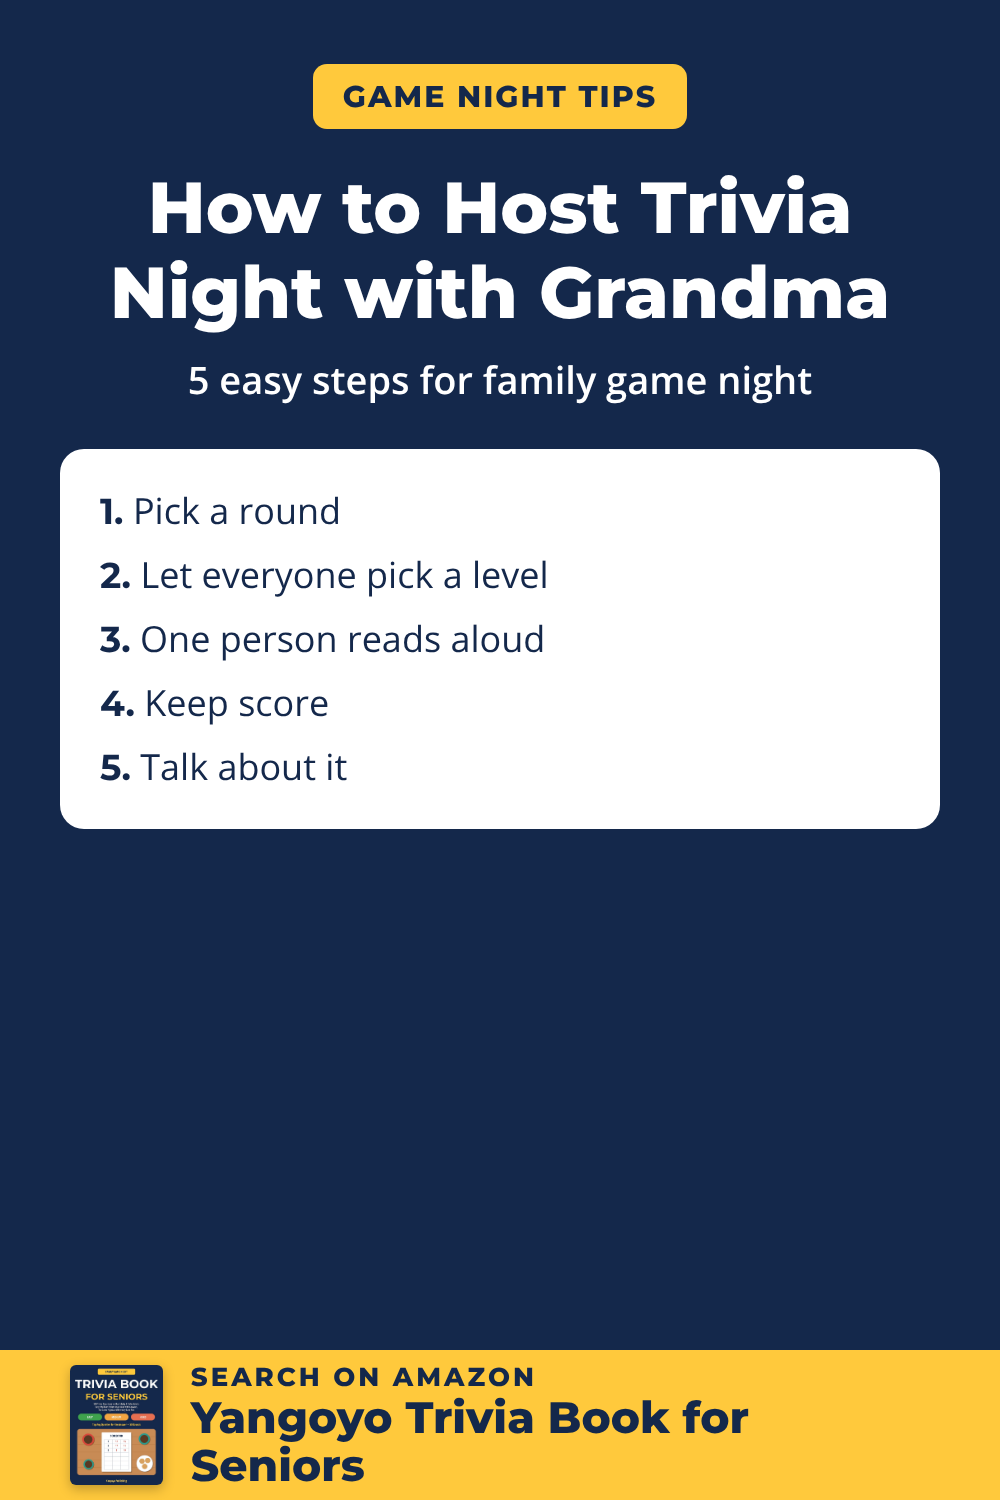 GAME NIGHT TIPS
How to Host Trivia
Night with Grandma
5 easy steps for family game night
1. Pick a round
2. Let everyone pick a level
3. One person reads aloud
4. Keep score
5. Talk about it
SEARCH ON AMAZON
Yangoyo Trivia Book for
Seniors
TRIVIA BOOK
FOR SENIORS